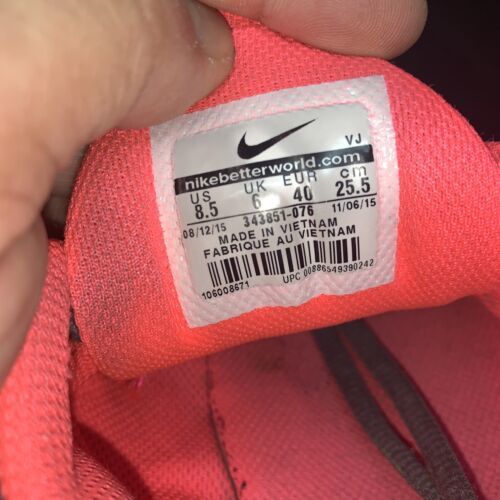 VJ
nikebetterworld.com
US UK EUR cm
8.5 6 40 25.5
08/12/15 343851-076 11/06/15
MADE IN VIETNAM
FABRIQUE AU VIETNAM
106008671 UPC 00886549390242